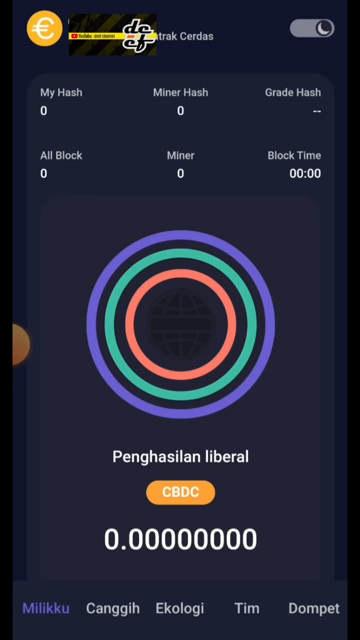 trak Cerdas
My Hash Miner Hash Grade Hash
0 0 --
All Block Miner Block Time
0 0 00:00
Penghasilan liberal
CBDC
0.00000000
Milikku Canggih Ekologi Tim Dompet